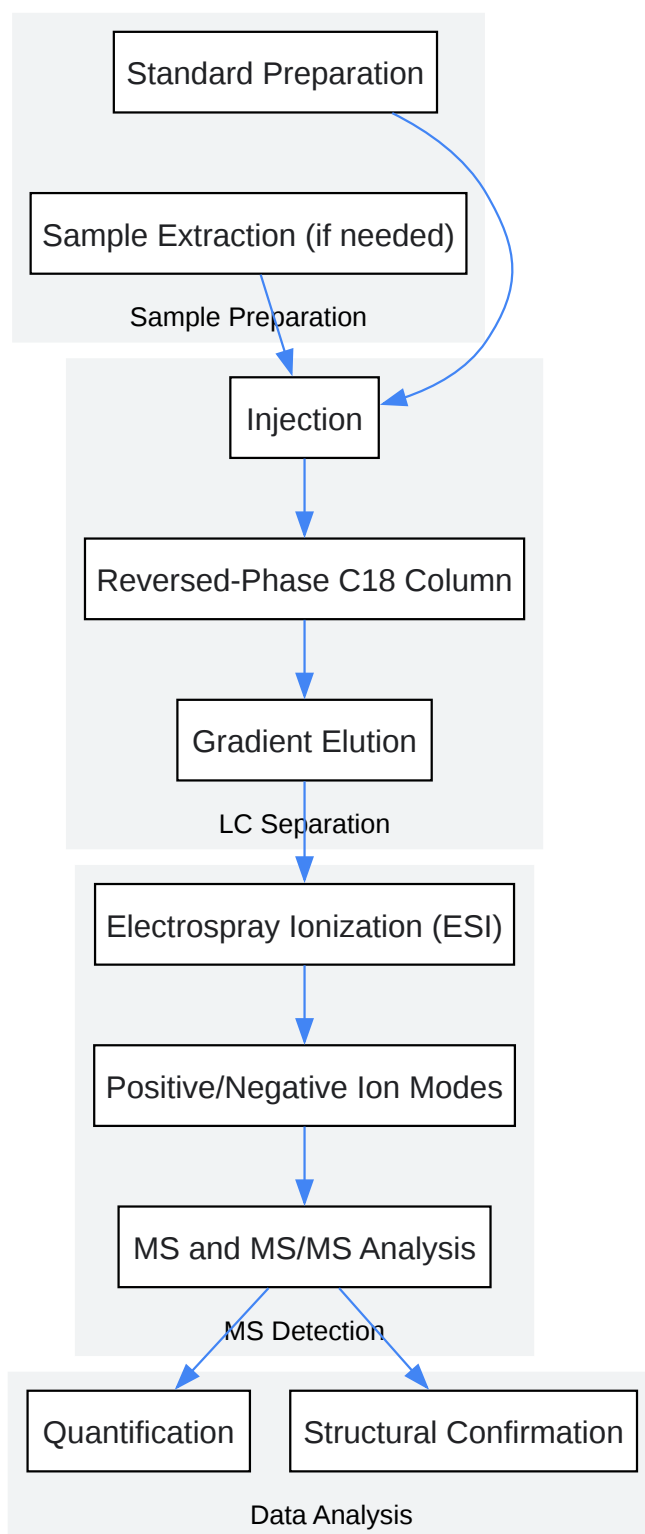 Standard Preparation
Sample Extraction (if needed)
Sample Preparation
Injection
Reversed-Phase C18 Column
Gradient Elution
LC Separation
Electrospray Ionization (ESI)
Positive/Negative Ion Modes
MS and MS/MS Analysis
MS Detection
Quantification
Structural Confirmation
Data Analysis